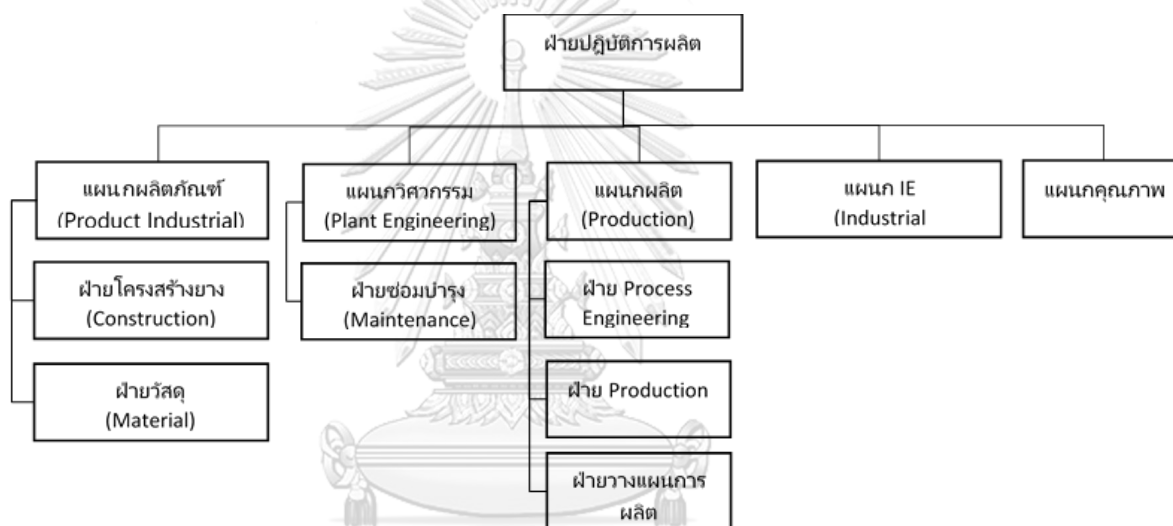 ฝ่ายปฏิบัติการผลิต
แผนกผลิตภัณฑ์
(Product Industrial)
ฝ่ายโครงสร้างยาง
(Construction)
ฝ่ายวัสดุ
(Material)
แผนกวิศวกรรม
(Plant Engineering)
ฝ่ายซ่อมบำรุง
(Maintenance)
แผนกผลิต
(Production)
ฝ่าย Process
Engineering
ฝ่าย Production
ฝ่ายวางแผนการ
ผลิต
แผนก IE
(Industrial
แผนกคุณภาพ